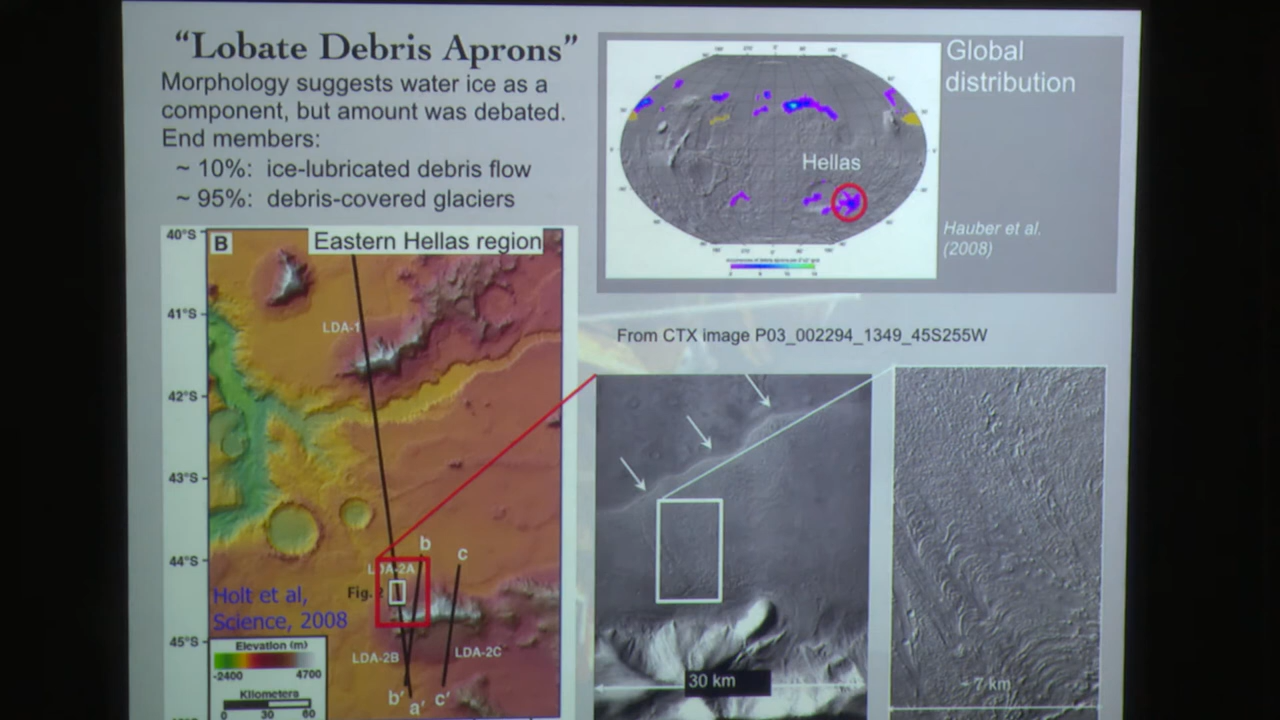 “Lobate Debris Aprons”
Morphology suggests water ice as a
component, but amount was debated.
End members:
~ 10%: ice-lubricated debris flow
~ 95%: debris-covered glaciers
Global
distribution
Hellas
Hauber et al.
(2008)
From CTX image P03_002294_1349_45S255W
B
Eastern Hellas region
40°S
41°S
42°S
43°S
44°S
45°S
LDA-1
b
c
LDA-2A
Fig. 2
Holt et al,
Science, 2008
LDA-2B
LDA-2C
Elevation (m)
-2400 4700
Kilometers
0 30 60
b' a' c'
30 km
~ 7 km